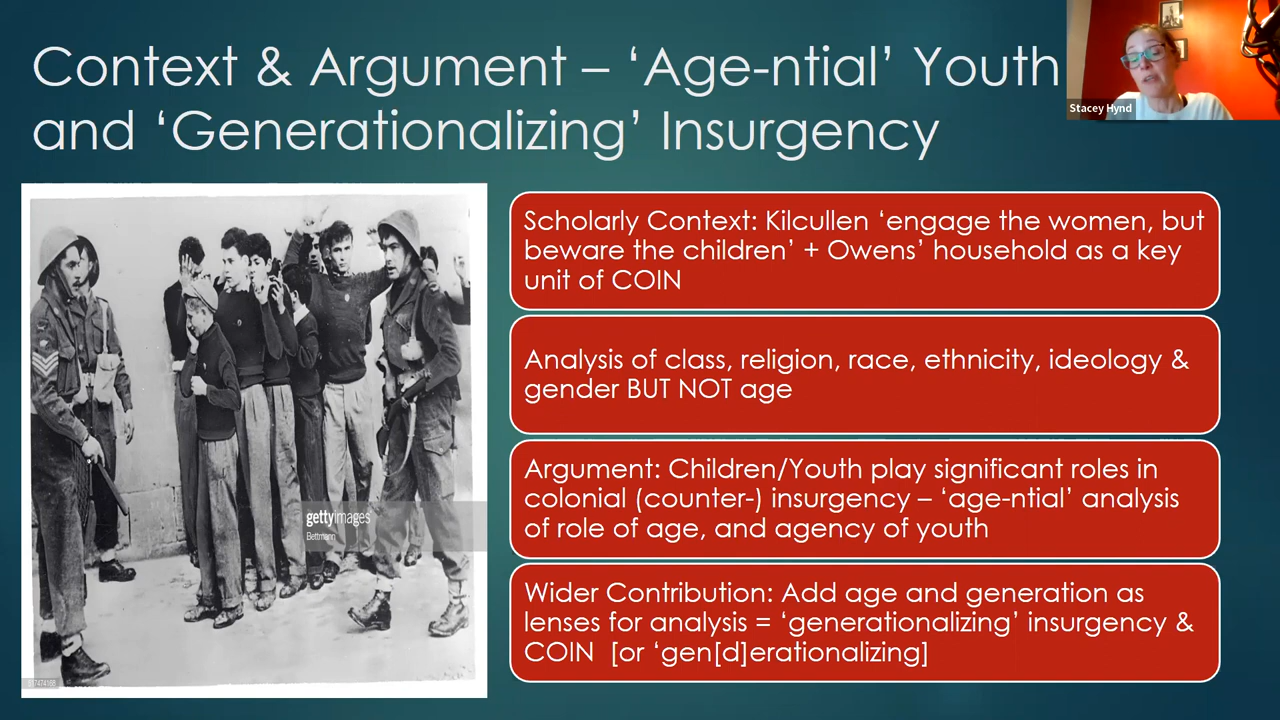 Context & Argument – ‘Age-ntial’ Youth
and ‘Generationalizing’ Insurgency
Stacey Hynd
Scholarly Context: Kilcullen ‘engage the women, but
beware the children’ + Owens’ household as a key
unit of COIN
Analysis of class, religion, race, ethnicity, ideology &
gender BUT NOT age
Argument: Children/Youth play significant roles in
colonial (counter-) insurgency – ‘age-ntial’ analysis
of role of age, and agency of youth
Wider Contribution: Add age and generation as
lenses for analysis = ‘generationalizing’ insurgency &
COIN [or ‘gen[d]erationalizing]
gettyimages
Bettmann